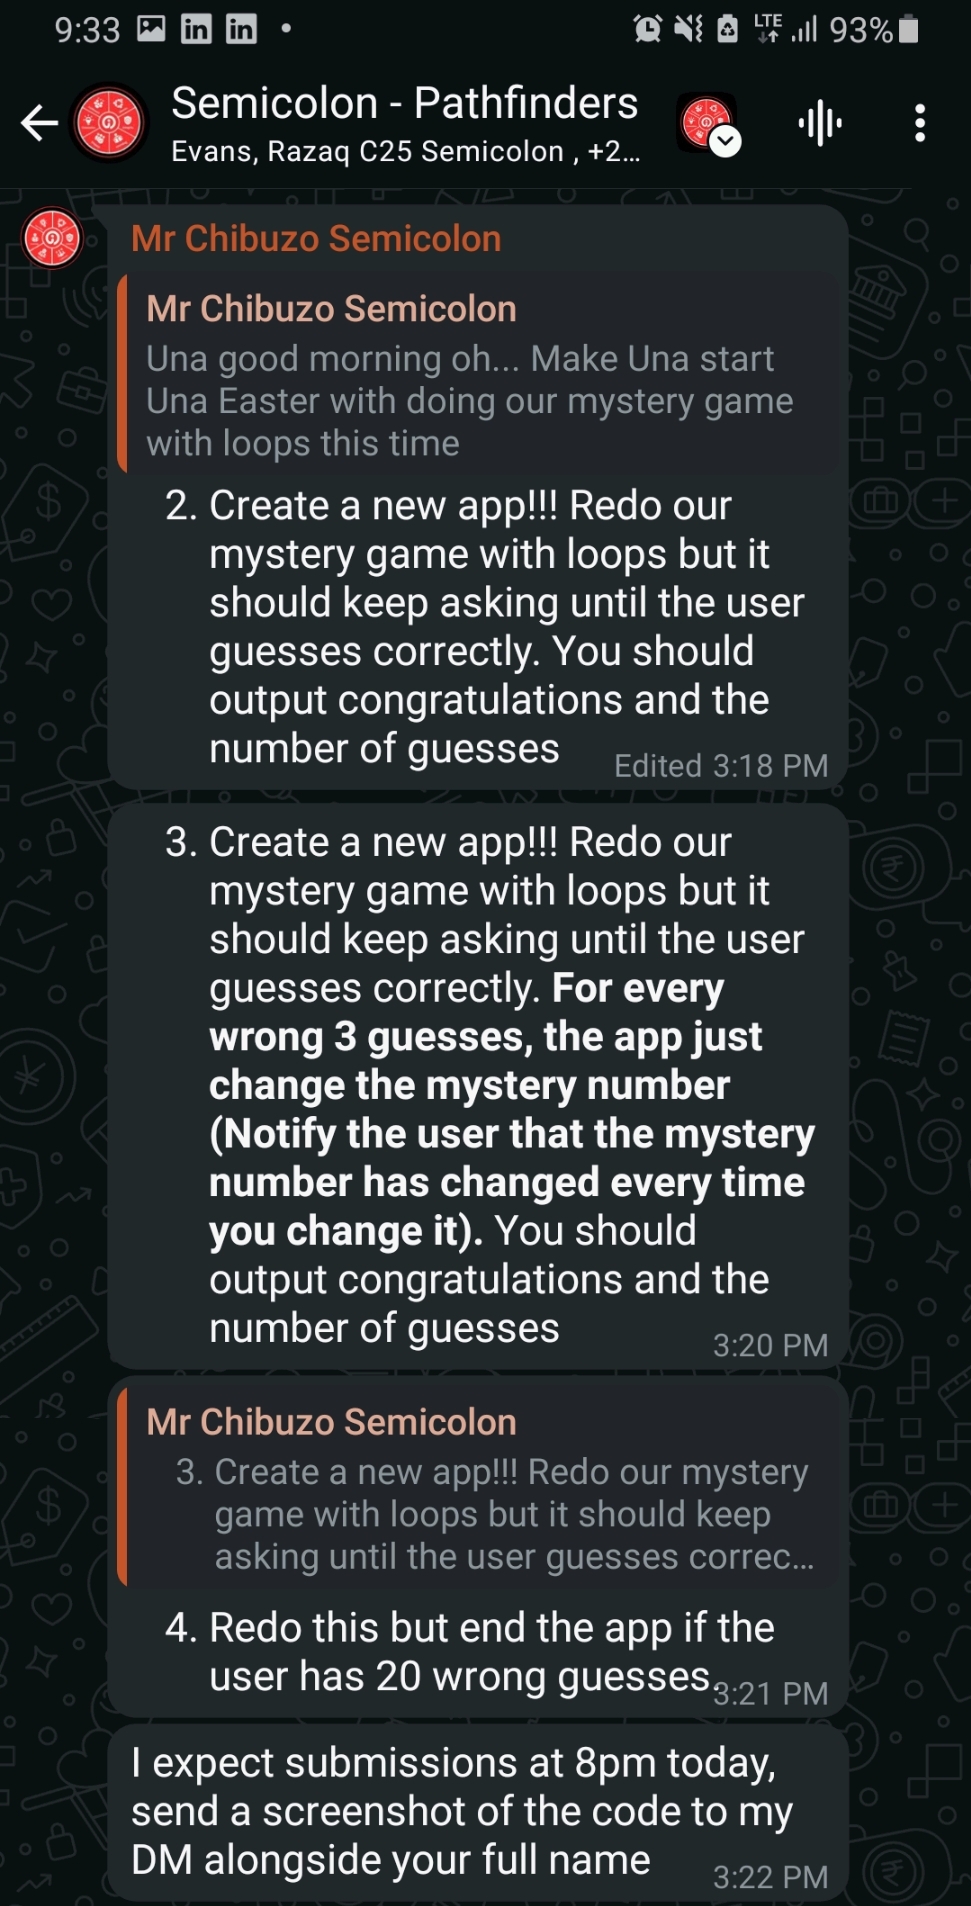 9:33
LTE
93%
Semicolon - Pathfinders
Evans, Razaq C25 Semicolon , +2...
Mr Chibuzo Semicolon
Mr Chibuzo Semicolon
Una good morning oh... Make Una start
Una Easter with doing our mystery game
with loops this time
2. Create a new app!!! Redo our
mystery game with loops but it
should keep asking until the user
guesses correctly. You should
output congratulations and the
number of guesses
Edited 3:18 PM
3. Create a new app!!! Redo our
mystery game with loops but it
should keep asking until the user
guesses correctly. For every
wrong 3 guesses, the app just
change the mystery number
(Notify the user that the mystery
number has changed every time
you change it). You should
output congratulations and the
number of guesses
3:20 PM
Mr Chibuzo Semicolon
3. Create a new app!!! Redo our mystery
game with loops but it should keep
asking until the user guesses correc...
4. Redo this but end the app if the
user has 20 wrong guesses.
3:21 PM
I expect submissions at 8pm today,
send a screenshot of the code to my
DM alongside your full name
3:22 PM